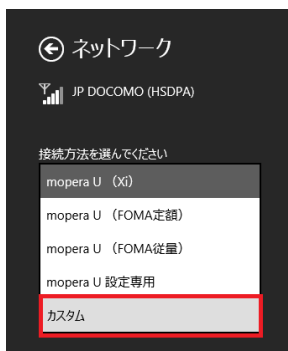 ネットワーク
JP DOCOMO (HSDPA)
接続方法を選んでください
mopera U （Xi）
mopera U （FOMA定額）
mopera U （FOMA従量）
mopera U 設定専用
カスタム